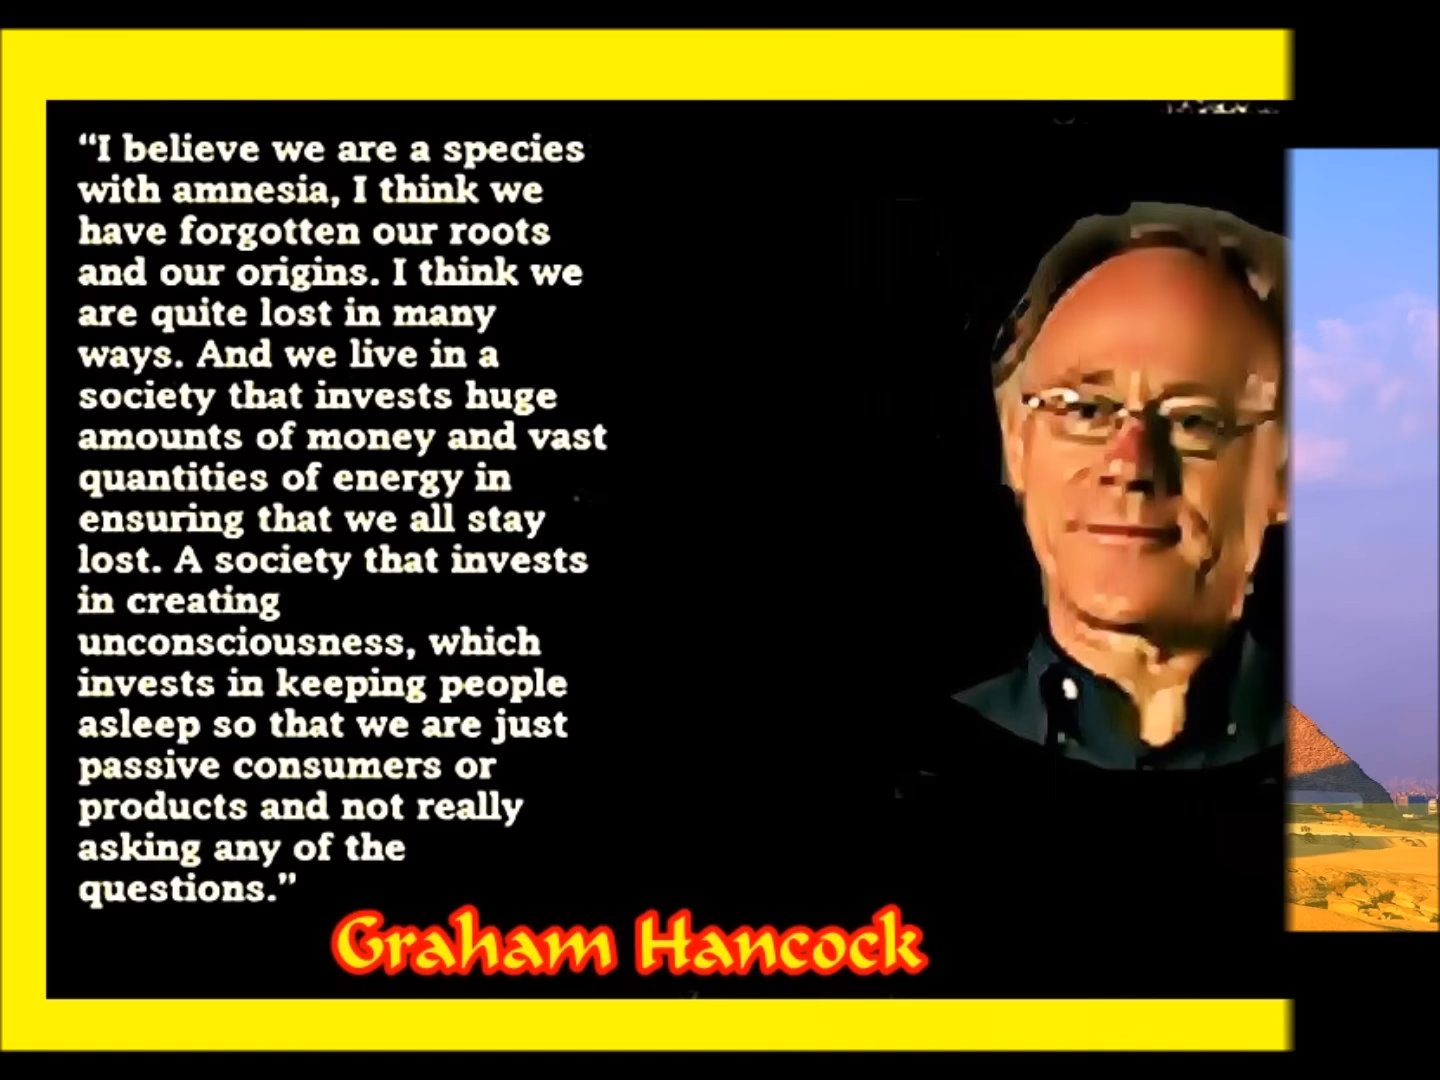 “I believe we are a species
with amnesia, I think we
have forgotten our roots
and our origins. I think we
are quite lost in many
ways. And we live in a
society that invests huge
amounts of money and vast
quantities of energy in
ensuring that we all stay
lost. A society that invests
in creating
unconsciousness, which
invests in keeping people
asleep so that we are just
passive consumers or
products and not really
asking any of the
questions.”
Graham Hancock